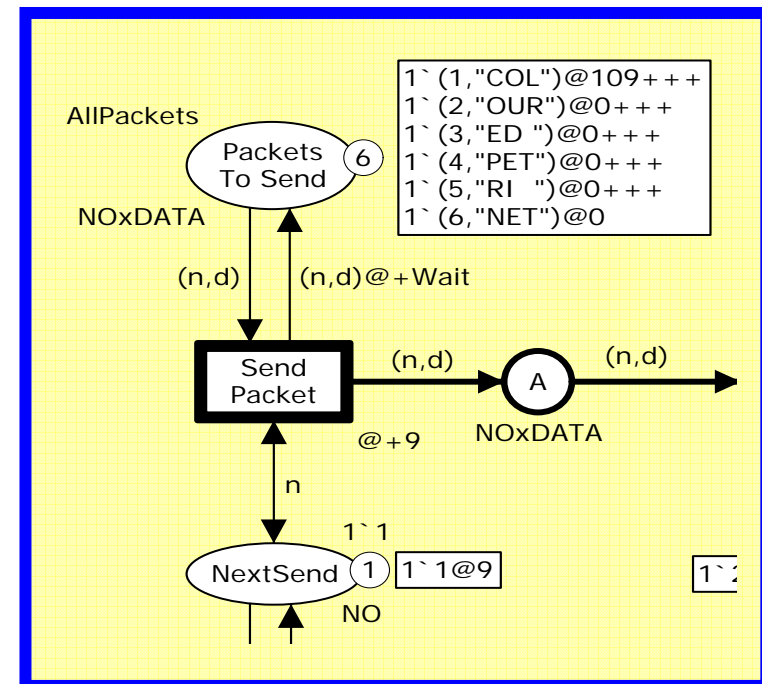 1`(1,"COL")@109+++
1`(2,"OUR")@0+++
1`(3,"ED ")@0+++
1`(4,"PET")@0+++
1`(5,"RI  ")@0+++
1`(6,"NET")@0
AllPackets
Packets
To Send
6
NOxDATA
(n,d)
(n,d)@+Wait
Send
Packet
(n,d)
A
(n,d)
@+9
NOxDATA
n
1`1
NextSend
1
1`1@9
1`2
NO